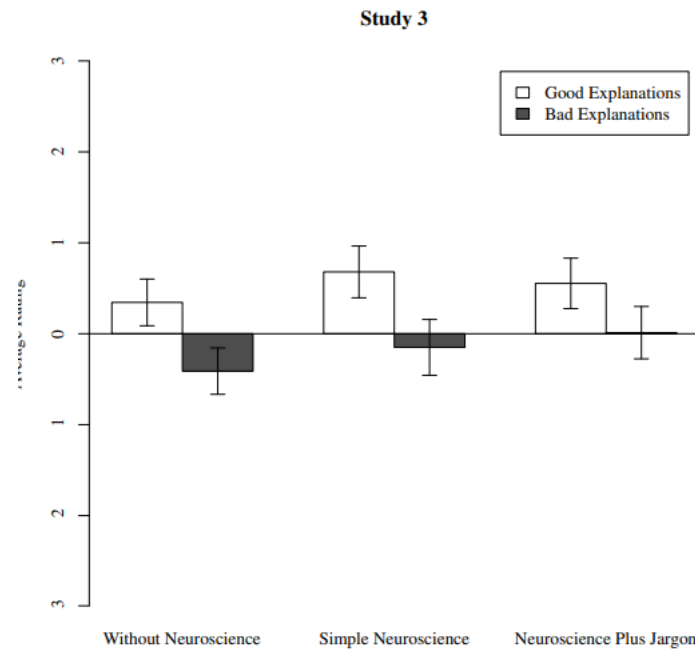 Study 3
Good Explanations
Bad Explanations
3
2
1
0
1
2
3
Without Neuroscience
Simple Neuroscience
Neuroscience Plus Jargon